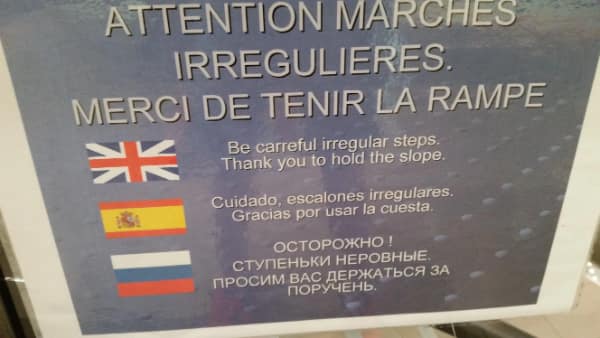 ATTENTION MARCHES
IRREGULIERES.
MERCI DE TENIR LA RAMPE
Be carreful irregular steps.
Thank you to hold the slope.
Cuidado, escalones irregulares.
Gracias por usar la cuesta.
ОСТОРОЖНО !
СТУПЕНЬКИ НЕРОВНЫЕ.
ПРОСИМ ВАС ДЕРЖАТЬСЯ ЗА
ПОРУЧЕНЬ.